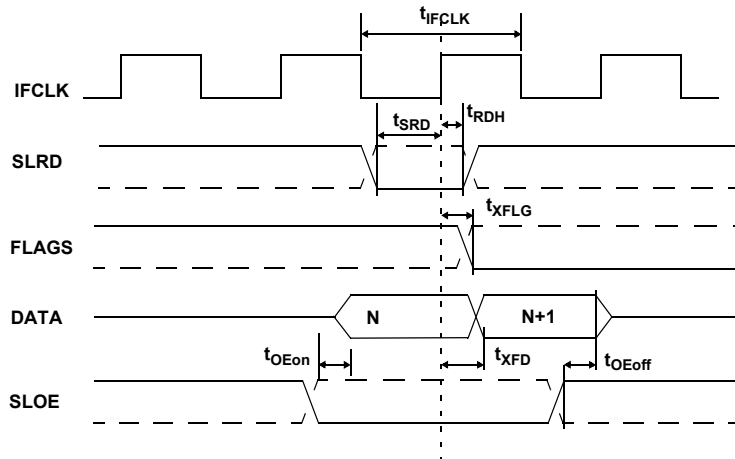 tIFCLK
IFCLK
tSRD
tRDH
SLRD
tXFLG
FLAGS
DATA
N
N+1
tOEon
tXFD
tOEoff
SLOE